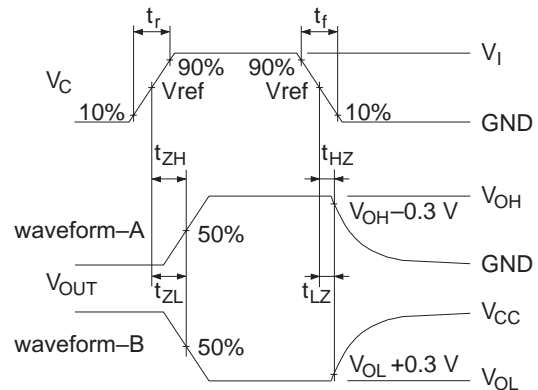 tr
tf
90%
90%
VI
VC
Vref
Vref
10%
10%
GND
tZH
tHZ
VOH
VOH–0.3 V
waveform–A
50%
GND
VOUT
tZL
tLZ
VCC
waveform–B
50%
VOL +0.3 V
VOL